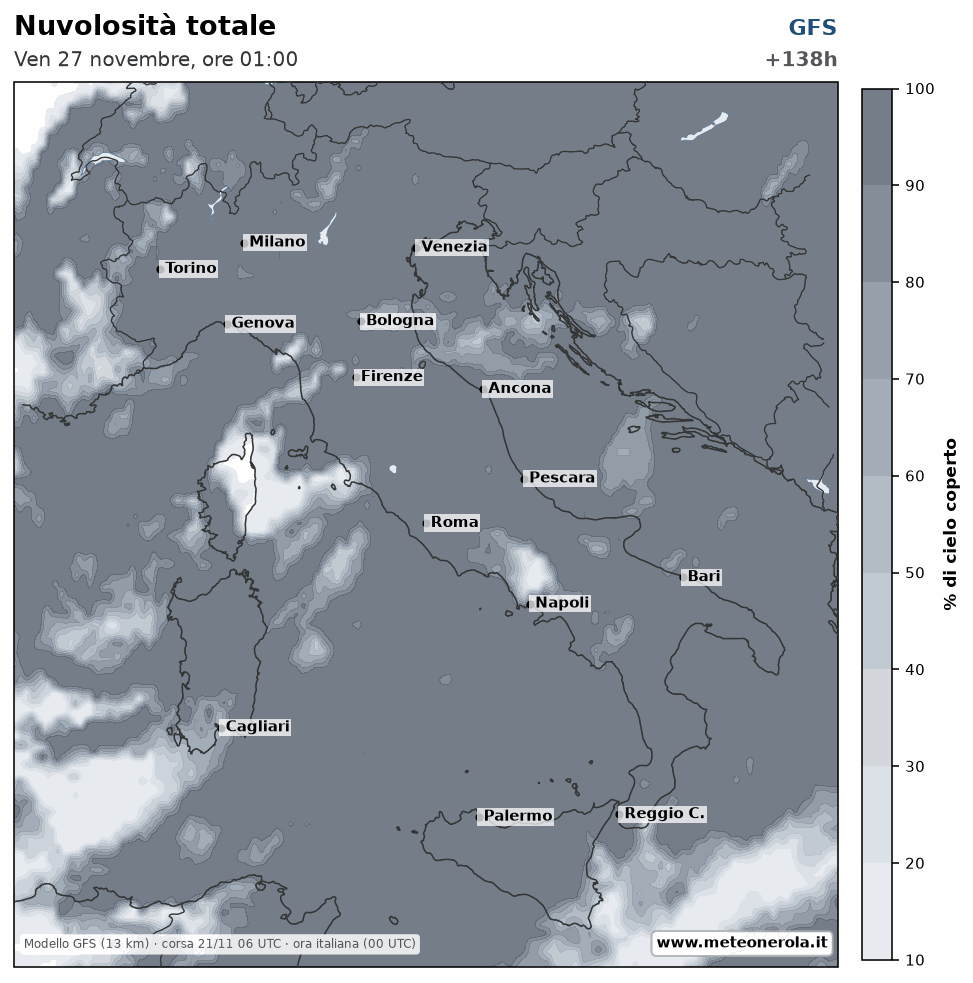 Nuvolosità totale
GFS
Ven 27 novembre, ore 01:00
+138h
100
90
80
70
60
50
40
30
20
10
% di cielo coperto
Milano
Venezia
Torino
Genova
Bologna
Firenze
Ancona
Pescara
Roma
Bari
Napoli
Cagliari
Palermo
Reggio C.
Modello GFS (13 km) · corsa 21/11 06 UTC · ora italiana (00 UTC)
www.meteonerola.it